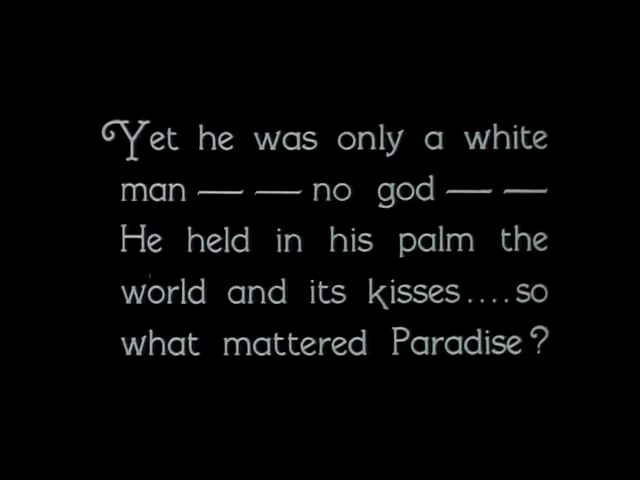 Yet he was only a white
man — — no god — —
He held in his palm the
world and its kisses....so
what mattered Paradise?